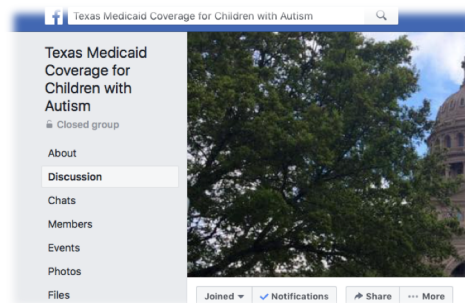 Texas Medicaid Coverage for Children with Autism
Texas Medicaid
Coverage for
Children with
Autism
Closed group
About
Discussion
Chats
Members
Events
Photos
Files
Joined Notifications Share More